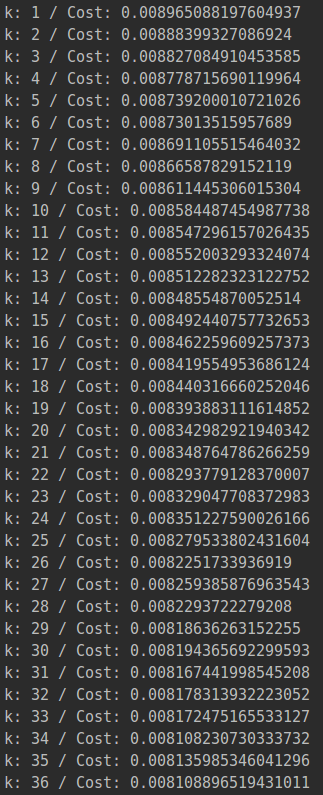 k: 1 / Cost: 0.008965088197604937
k: 2 / Cost: 0.00888399327086924
k: 3 / Cost: 0.008827084910453585
k: 4 / Cost: 0.008778715690119964
k: 5 / Cost: 0.008739200010721026
k: 6 / Cost: 0.00873013515957689
k: 7 / Cost: 0.008691105515464032
k: 8 / Cost: 0.00866587829152119
k: 9 / Cost: 0.008611445306015304
k: 10 / Cost: 0.008584487454987738
k: 11 / Cost: 0.008547296157026435
k: 12 / Cost: 0.008552003293324074
k: 13 / Cost: 0.008512282323122752
k: 14 / Cost: 0.00848554870052514
k: 15 / Cost: 0.008492440757732653
k: 16 / Cost: 0.008462259609257373
k: 17 / Cost: 0.008419554953686124
k: 18 / Cost: 0.008440316660252046
k: 19 / Cost: 0.008393883111614852
k: 20 / Cost: 0.008342982921940342
k: 21 / Cost: 0.008348764786266259
k: 22 / Cost: 0.008293779128370007
k: 23 / Cost: 0.008329047708372983
k: 24 / Cost: 0.008351227590026166
k: 25 / Cost: 0.008279533802431604
k: 26 / Cost: 0.0082251733936919
k: 27 / Cost: 0.008259385876963543
k: 28 / Cost: 0.0082293722279208
k: 29 / Cost: 0.00818636263152255
k: 30 / Cost: 0.008194365692299593
k: 31 / Cost: 0.008167441998545208
k: 32 / Cost: 0.008178313932223052
k: 33 / Cost: 0.008172475165533127
k: 34 / Cost: 0.008108230730333732
k: 35 / Cost: 0.008135985346041296
k: 36 / Cost: 0.008108896519431011